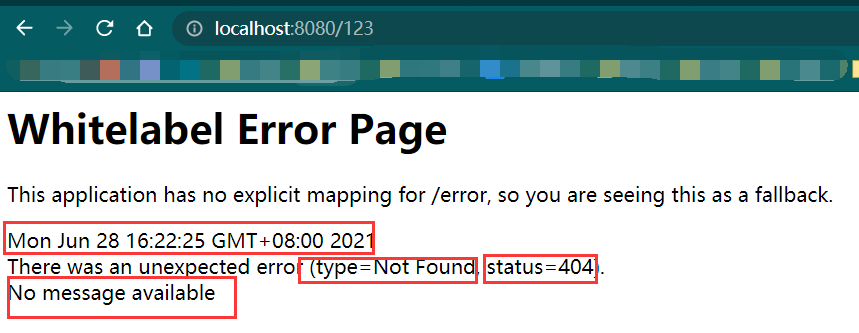 localhost:8080/123
Whitelabel Error Page
This application has no explicit mapping for /error, so you are seeing this as a fallback.
Mon Jun 28 16:22:25 GMT+08:00 2021
There was an unexpected error (type=Not Found, status=404).
No message available